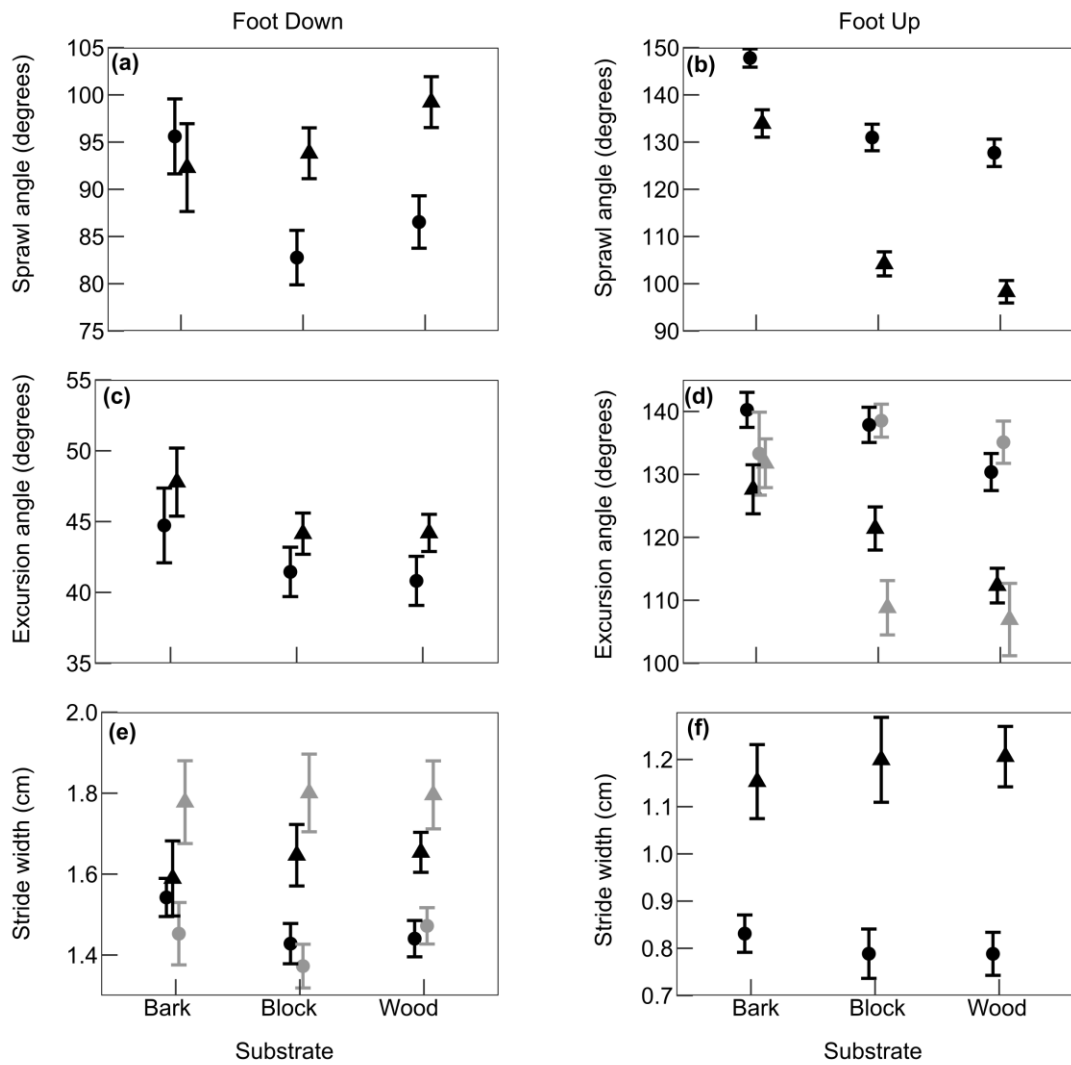 Foot Down
Foot Up
(a)
Sprawl angle (degrees)
105
100
95
90
85
80
75
(b)
Sprawl angle (degrees)
150
140
130
120
110
100
90
(c)
Excursion angle (degrees)
55
50
45
40
35
(d)
Excursion angle (degrees)
140
130
120
110
100
(e)
Stride width (cm)
2.0
1.8
1.6
1.4
Bark Block Wood
Substrate
(f)
Stride width (cm)
1.2
1.1
1.0
0.9
0.8
0.7
Bark Block Wood
Substrate